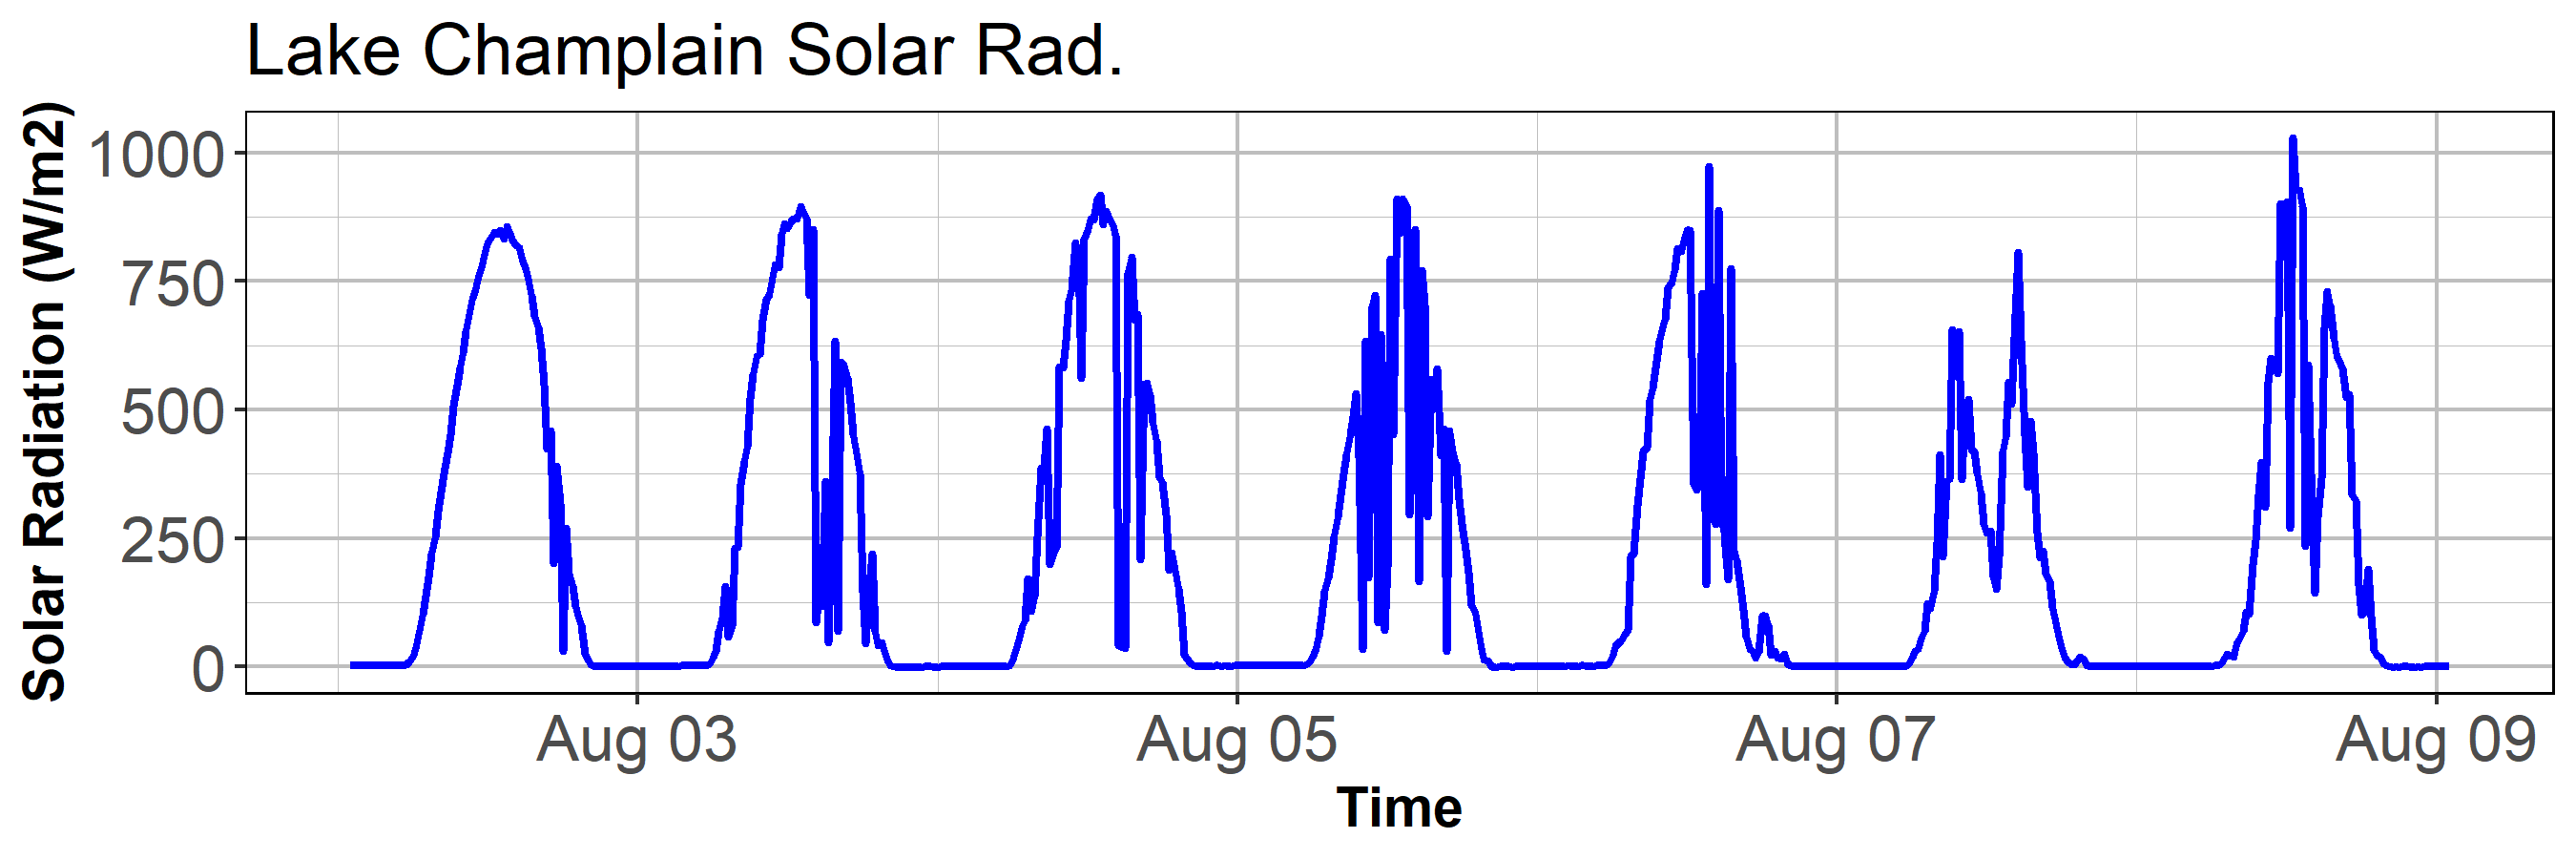 Lake Champlain Solar Rad.
Solar Radiation (W/m2)
1000
750
500
250
0
Aug 03 Aug 05 Aug 07 Aug 09
Time